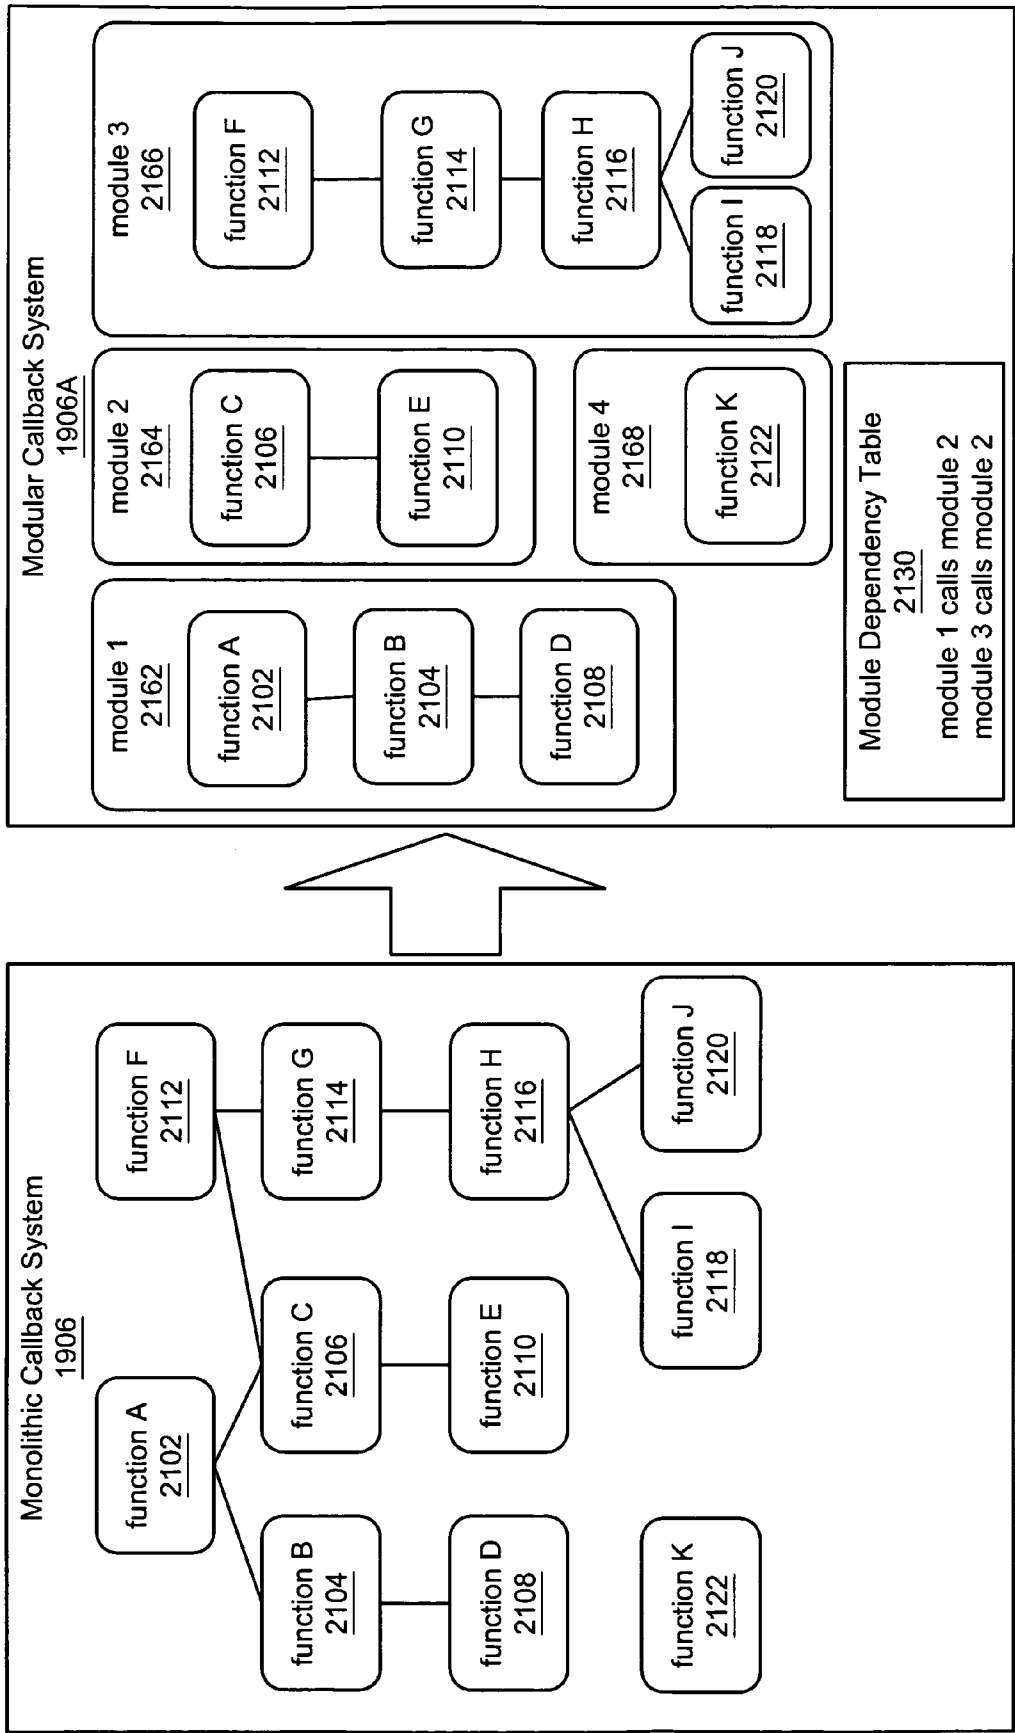 Monolithic Callback System
1906
function A
2102
function F
2112
function B
2104
function C
2106
function G
2114
function D
2108
function E
2110
function H
2116
function K
2122
function I
2118
function J
2120
Modular Callback System
1906A
module 1
2162
function A
2102
function B
2104
function D
2108
module 2
2164
function C
2106
function E
2110
module 3
2166
function F
2112
function G
2114
function H
2116
function I
2118
function J
2120
module 4
2168
function K
2122
Module Dependency Table
2130
module 1 calls module 2
module 3 calls module 2